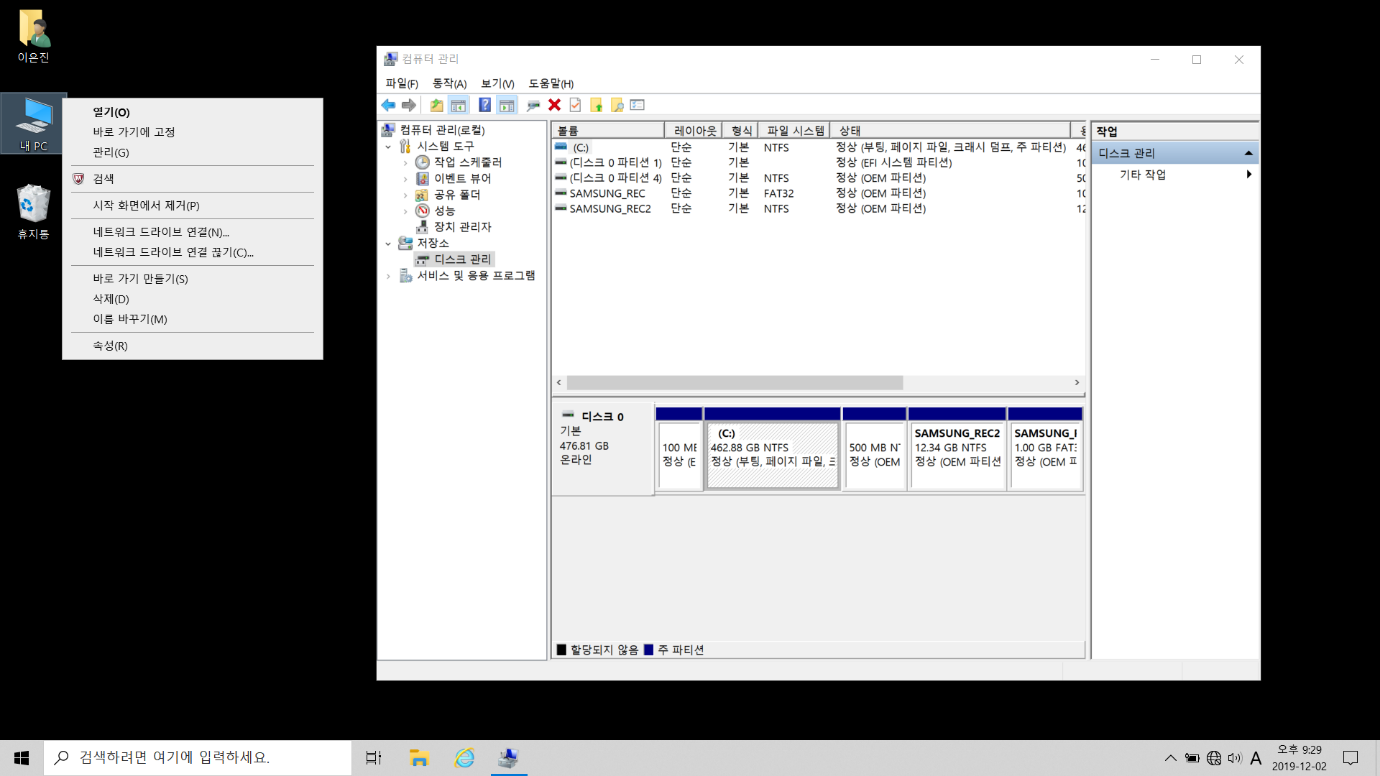 이은진
내 PC
휴지통
열기(O)
바로 가기에 고정
관리(G)
검색
시작 화면에서 제거(P)
네트워크 드라이브 연결(N)...
네트워크 드라이브 연결 끊기(C)...
바로 가기 만들기(S)
삭제(D)
이름 바꾸기(M)
속성(R)
컴퓨터 관리
파일(F) 동작(A) 보기(V) 도움말(H)
컴퓨터 관리(로컬)
시스템 도구
작업 스케줄러
이벤트 뷰어
공유 폴더
성능
장치 관리자
저장소
디스크 관리
서비스 및 응용 프로그램
볼륨 레이아웃 형식 파일 시스템 상태
(C:) 단순 기본 NTFS 정상 (부팅, 페이지 파일, 크래시 덤프, 주 파티션) 46
(디스크 0 파티션 1) 단순 기본 정상 (EFI 시스템 파티션) 10
(디스크 0 파티션 4) 단순 기본 NTFS 정상 (OEM 파티션) 50
SAMSUNG_REC 단순 기본 FAT32 정상 (OEM 파티션) 10
SAMSUNG_REC2 단순 기본 NTFS 정상 (OEM 파티션) 12
작업
디스크 관리
기타 작업
디스크 0
기본
476.81 GB
온라인
100 ME
정상 (E
(C:)
462.88 GB NTFS
정상 (부팅, 페이지 파일, 크
500 MB N
정상 (OEM
SAMSUNG_REC2
12.34 GB NTFS
정상 (OEM 파티션
SAMSUNG_
1.00 GB FAT
정상 (OEM 파
할당되지 않음 주 파티션
검색하려면 여기에 입력하세요.
A
오후 9:29
2019-12-02